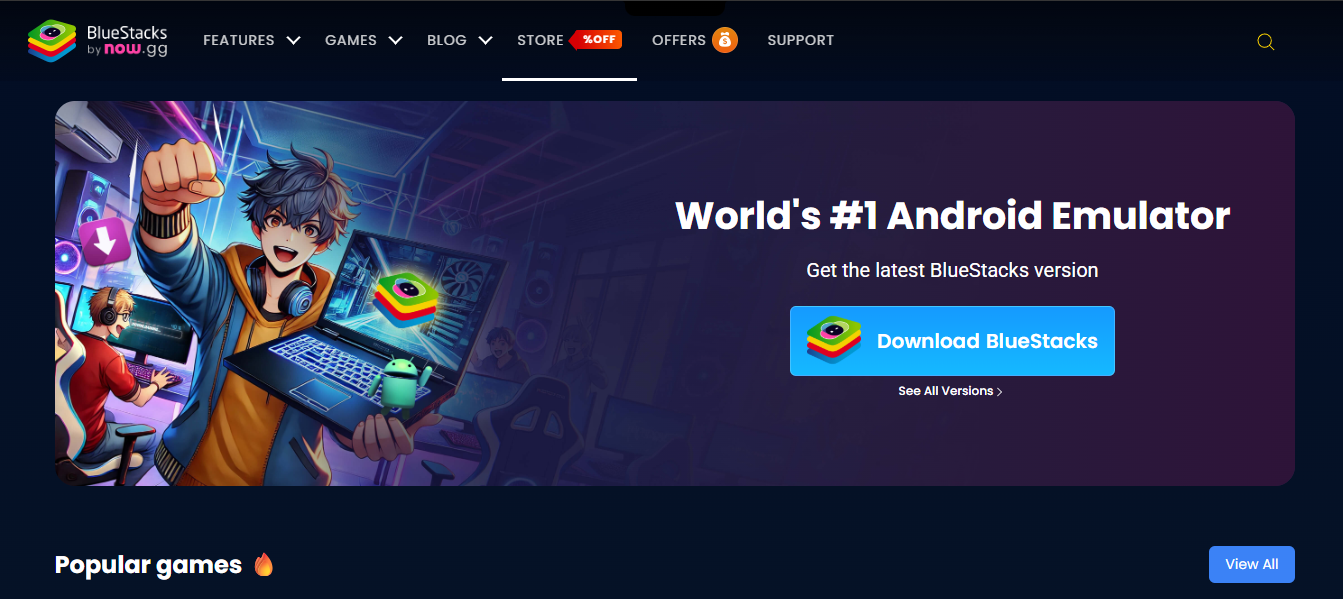 BlueStacks
by now.gg
FEATURES
GAMES
BLOG
STORE
%OFF
OFFERS
SUPPORT
World's #1 Android Emulator
Get the latest BlueStacks version
Download BlueStacks
See All Versions
Popular games
View All